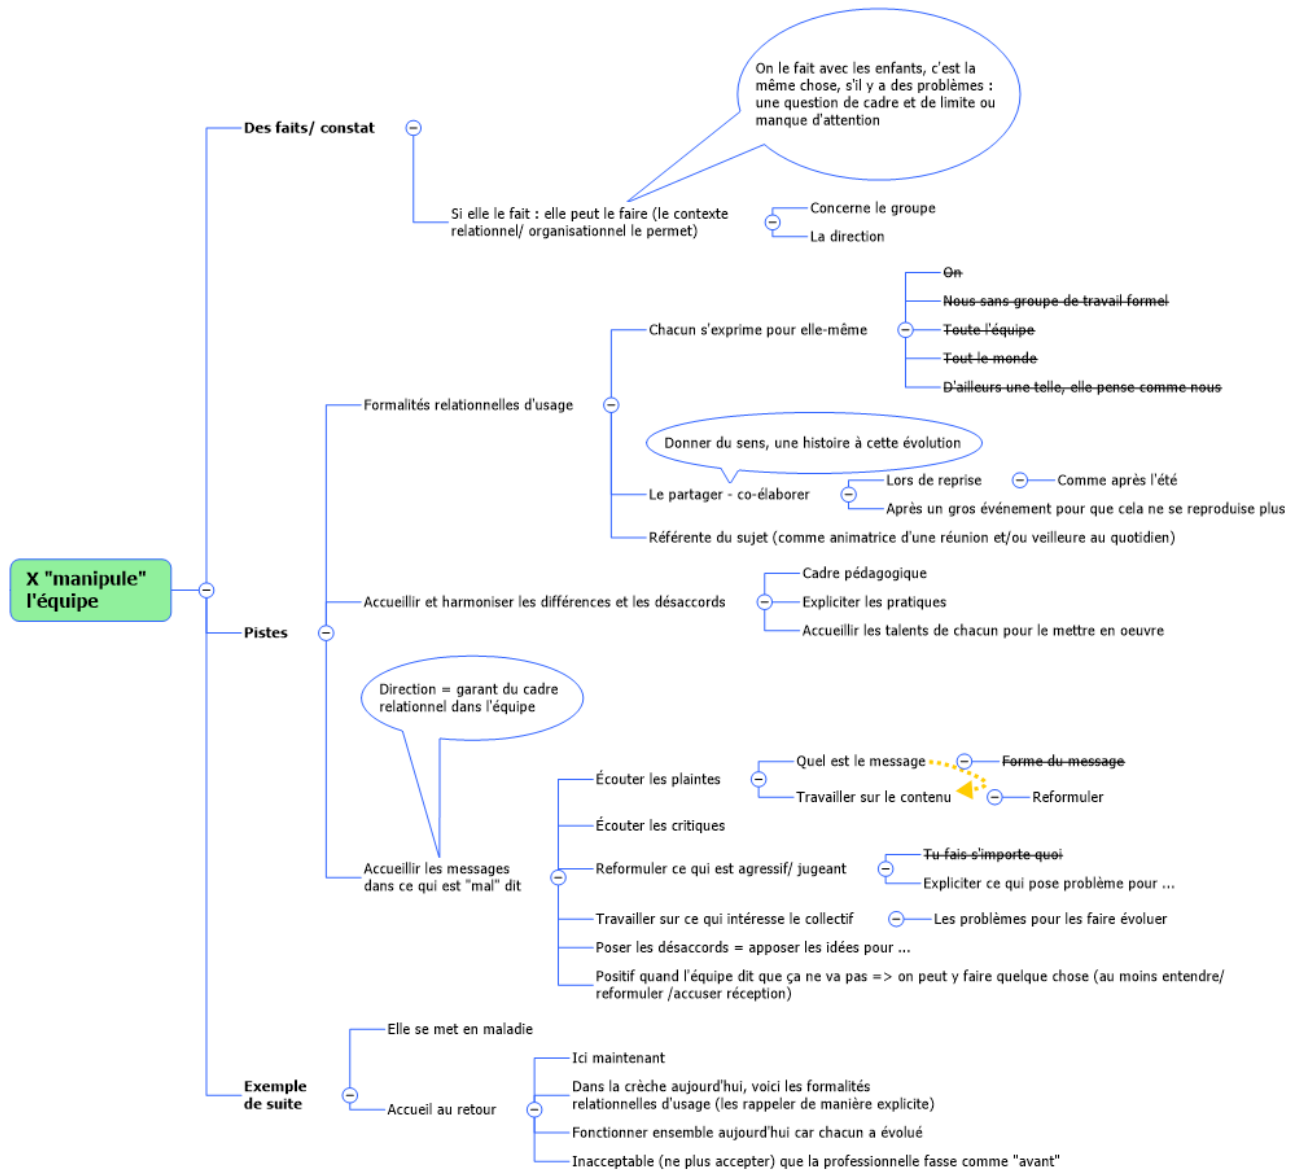 On le fait avec les enfants, c'est la
même chose, s'il y a des problèmes :
une question de cadre et de limite ou
manque d'attention
Des faits/ constat
Si elle le fait : elle peut le faire (le contexte
relationnel/ organisationnel le permet)
Concerne le groupe
La direction
On
Nous sans groupe de travail formel
Chacun s'exprime pour elle-même
Toute l'équipe
Tout le monde
D'ailleurs une telle, elle pense comme nous
Formalités relationnelles d'usage
Donner du sens, une histoire à cette évolution
Le partager - co-élaborer
Lors de reprise
Comme après l'été
Après un gros événement pour que cela ne se reproduise plus
Référente du sujet (comme animatrice d'une réunion et/ou veilleure au quotidien)
X "manipule"
l'équipe
Pistes
Accueillir et harmoniser les différences et les désaccords
Cadre pédagogique
Expliciter les pratiques
Accueillir les talents de chacun pour le mettre en oeuvre
Direction = garant du cadre
relationnel dans l'équipe
Accueillir les messages
dans ce qui est "mal" dit
Écouter les plaintes
Quel est le message
Forme du message
Travailler sur le contenu
Reformuler
Écouter les critiques
Reformuler ce qui est agressif/ jugeant
Tu fais s'importe quoi
Expliciter ce qui pose problème pour ...
Travailler sur ce qui intéresse le collectif
Les problèmes pour les faire évoluer
Poser les désaccords = apposer les idées pour ...
Positif quand l'équipe dit que ça ne va pas => on peut y faire quelque chose (au moins entendre/
reformuler /accuser réception)
Exemple
de suite
Elle se met en maladie
Accueil au retour
Ici maintenant
Dans la crèche aujourd'hui, voici les formalités
relationnelles d'usage (les rappeler de manière explicite)
Fonctionner ensemble aujourd'hui car chacun a évolué
Inacceptable (ne plus accepter) que la professionnelle fasse comme "avant"